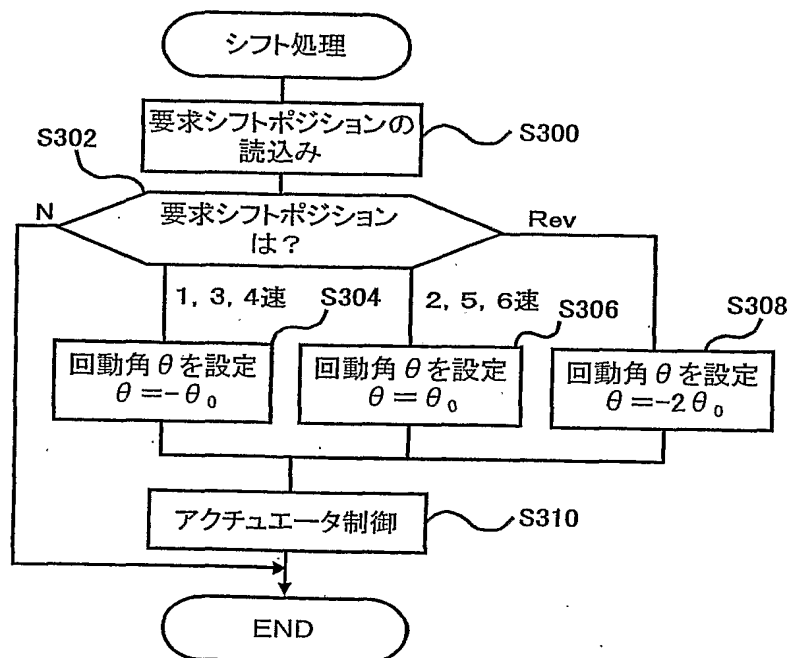 シフト処理
要求シフトポジションの
読込み
S300
S302
要求シフトポジション
は？
N
Rev
1, 3, 4速
S304
2, 5, 6速
S306
S308
回動角θを設定
θ=-θ₀
回動角θを設定
θ=θ₀
回動角θを設定
θ=-2θ₀
アクチュエータ制御
S310
END